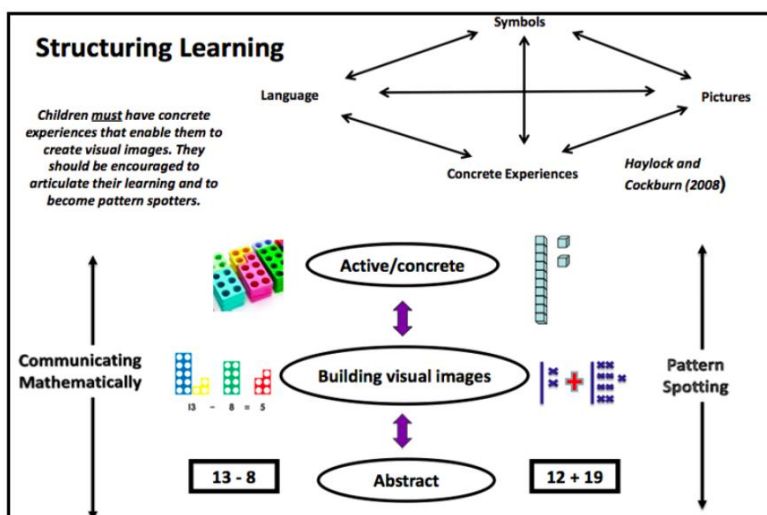 Structuring Learning
Symbols
Language
Pictures
Concrete Experiences
Children must have concrete
experiences that enable them to
create visual images. They
should be encouraged to
articulate their learning and to
become pattern spotters.
Haylock and
Cockburn (2008)
Active/concrete
Communicating
Mathematically
13 - 8 = 5
Building visual images
Pattern
Spotting
13 - 8
Abstract
12 + 19